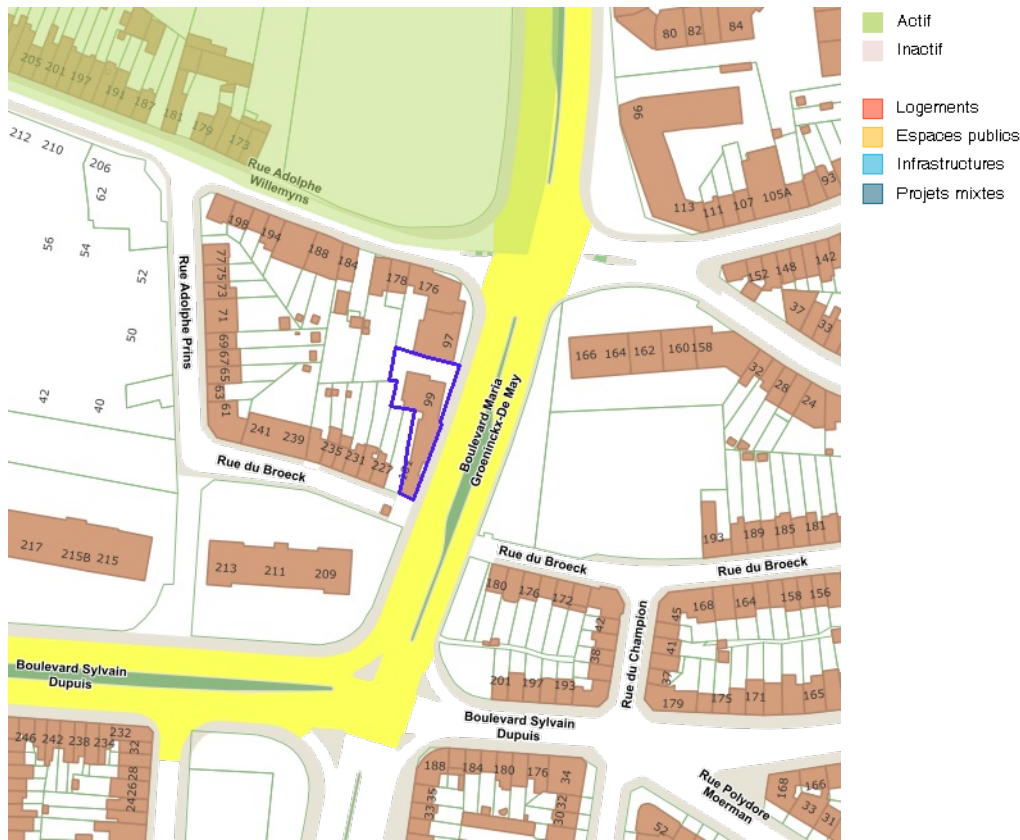 Actif
Inactif
Logements
Espaces publics
Infrastructures
Projets mixtes
80 82 84
205 201 197
191 187 181 179 173
96
212 210 206
62
Rue Adolphe
Willemyns
113 111 107 105A 93
56 54 52
198 194 188 184
178 176
Rue Adolphe Prins
77 75 73 71 69 67 65 63 61
152 148 142
37 33
50
97
166 164 162 160 158
32 28 24
42 40
99
Boulevard Maria
Groeninckx-De May
241 239 235 231 227
Rue du Broeck
193 189 185 181
217 215B 215
213 211 209
Rue du Broeck
Rue du Broeck
180 176 172
42 38
Rue du Champion
45 41 37
168 164 158 156
Boulevard Sylvain
Dupuis
201 197 193
179 175 171 165
Boulevard Sylvain
Dupuis
246 242 238 234 232
32
28
26
24
188 184 180 176 34
35
33
32
30
Rue Polydore
Moerman
168 166
33 31
52